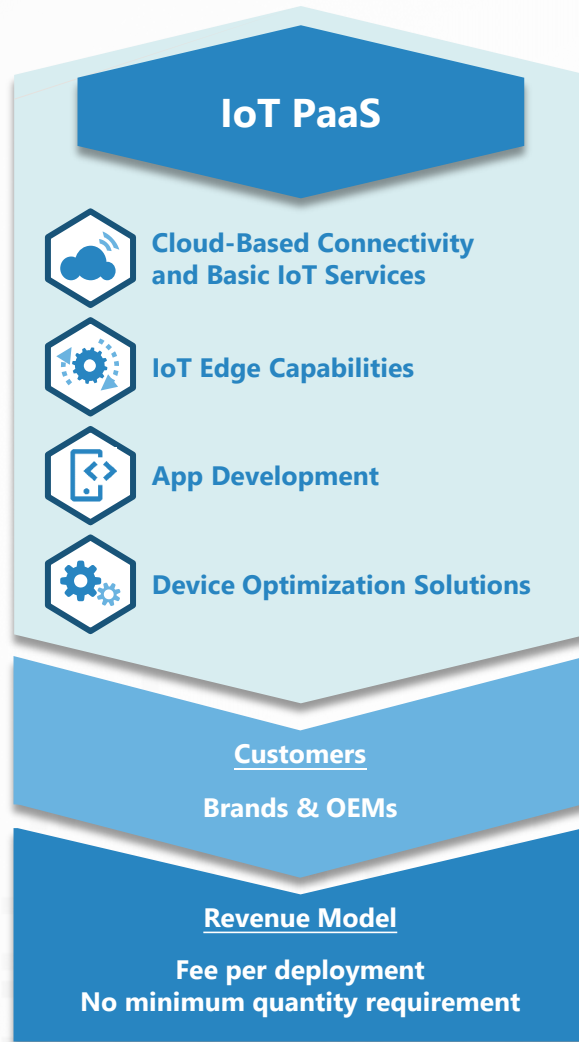 IoT PaaS
Cloud-Based Connectivity
and Basic IoT Services
IoT Edge Capabilities
App Development
Device Optimization Solutions
Customers
Brands & OEMs
Revenue Model
Fee per deployment
No minimum quantity requirement